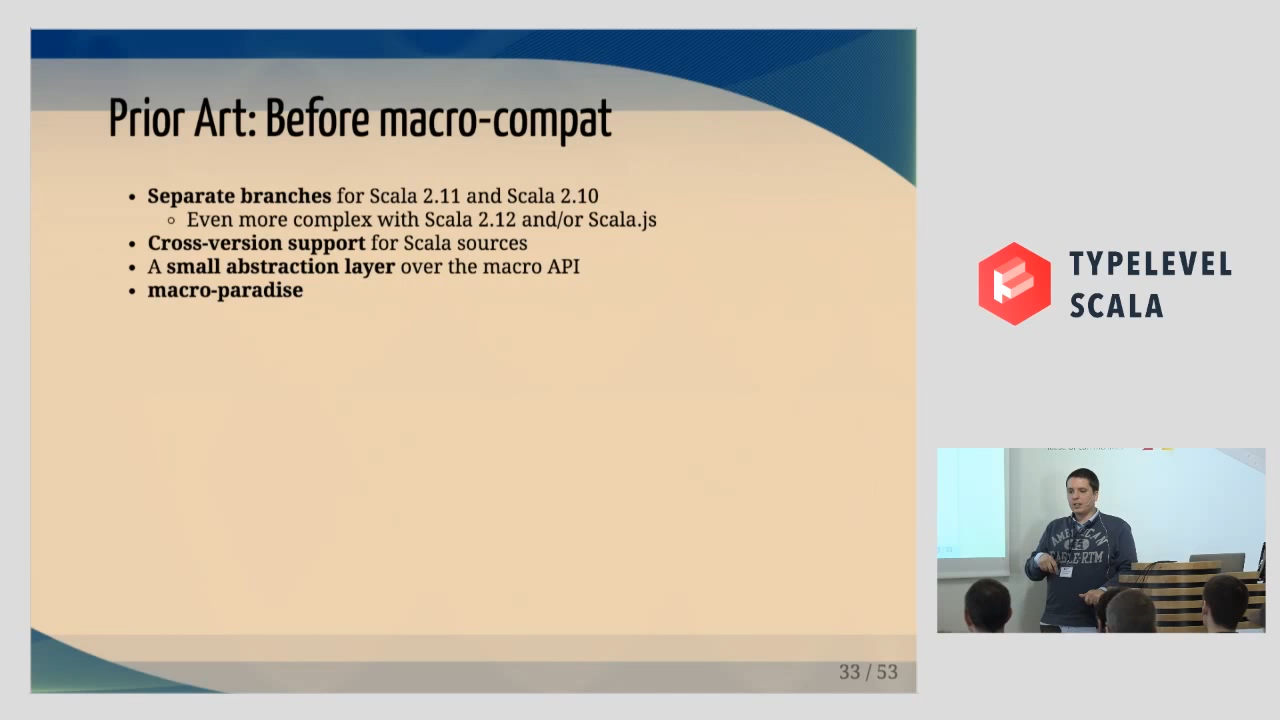 Prior Art: Before macro-compat
• Separate branches for Scala 2.11 and Scala 2.10
◦ Even more complex with Scala 2.12 and/or Scala.js
• Cross-version support for Scala sources
• A small abstraction layer over the macro API
• macro-paradise
33 / 53
TYPELEVEL
SCALA
AMERICAN